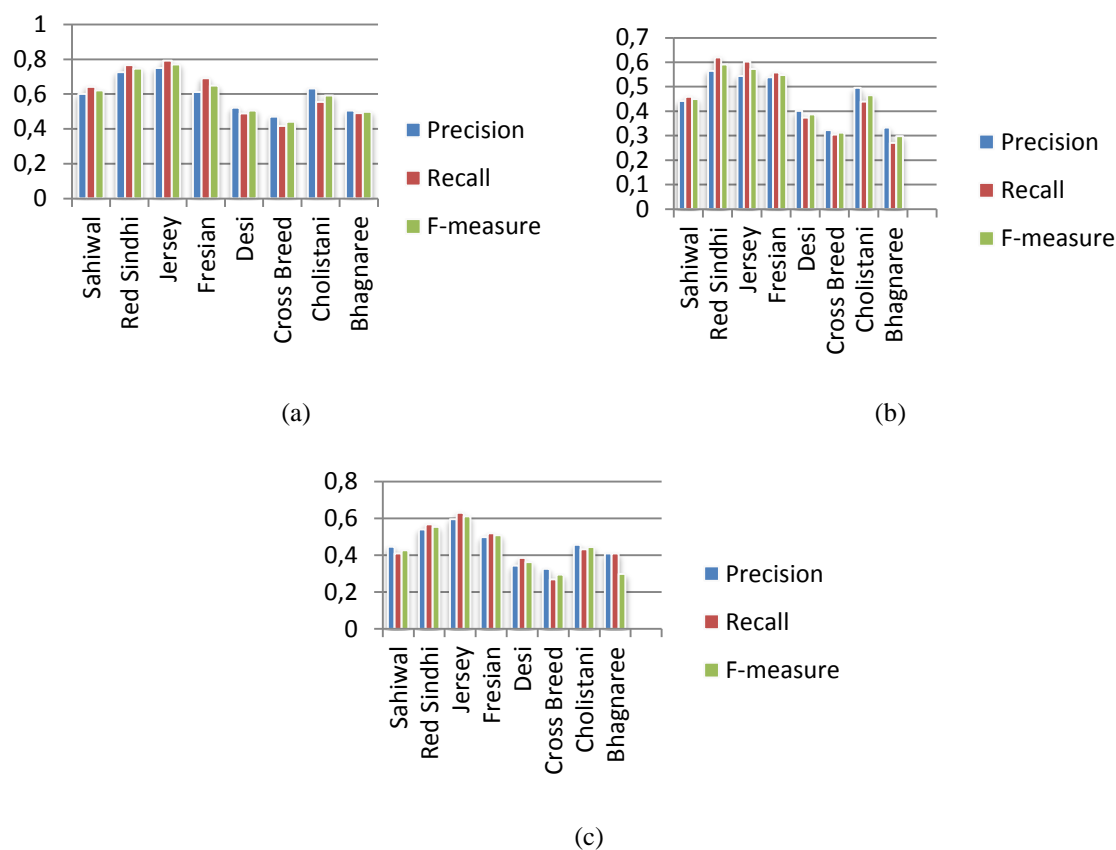 1
0,8
0,6
0,4
0,2
0
Sahiwal
Red Sindhi
Jersey
Fresian
Desi
Cross Breed
Cholistani
Bhagnaree
Precision
Recall
F-measure
(a)
0,7
0,6
0,5
0,4
0,3
0,2
0,1
0
Sahiwal
Red Sindhi
Jersey
Fresian
Desi
Cross Breed
Cholistani
Bhagnaree
Precision
Recall
F-measure
(b)
0,8
0,6
0,4
0,2
0
Sahiwal
Red Sindhi
Jersey
Fresian
Desi
Cross Breed
Cholistani
Bhagnaree
Precision
Recall
F-measure
(c)